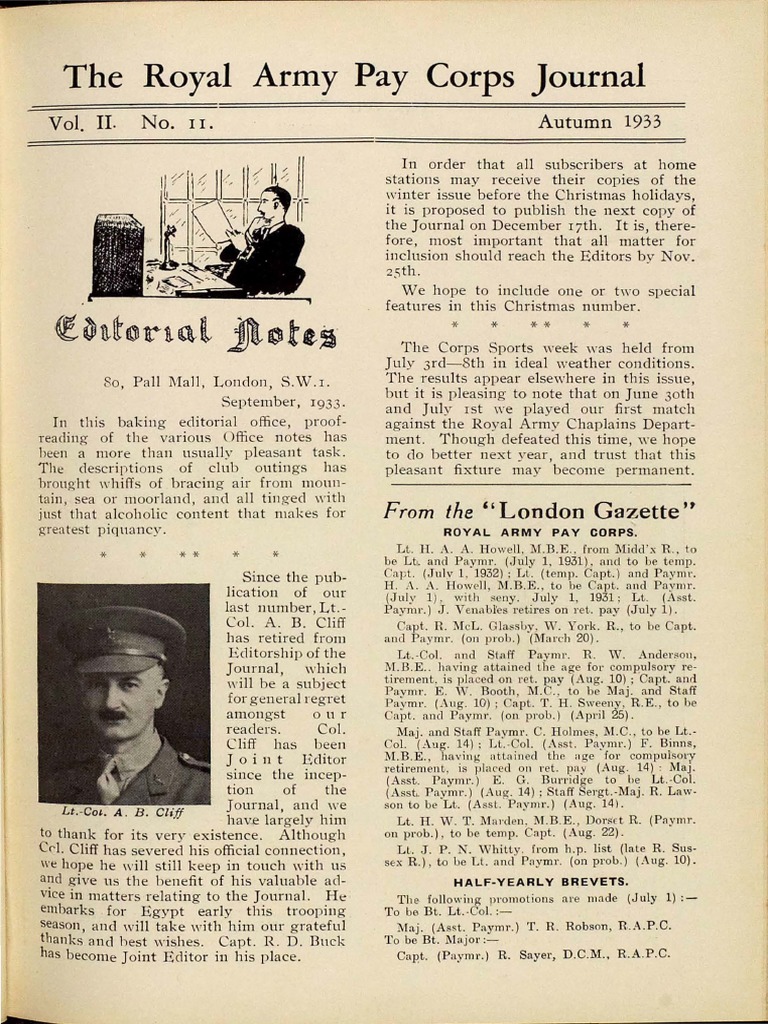 The Royal Army Pay Corps Journal
Vol. II. No. 11.
Autumn 1933
Editorial Notes
80, Pall Mall, London, S.W.1.
September, 1933.
In this baking editorial office, proof-
reading of the various Office notes has
been a more than usually pleasant task.
The descriptions of club outings has
brought whiffs of bracing air from moun-
tain, sea or moorland, and all tinged with
just that alcoholic content that makes for
greatest piquancy.
* * ** * *
Since the pub-
lication of our
last number, Lt.-
Col. A. B. Cliff
has retired from
Editorship of the
Journal, which
will be a subject
for general regret
amongst our
readers. Col.
Cliff has been
Joint Editor
since the incep-
tion of the
Journal, and we
have largely him
Lt.-Col. A. B. Cliff
to thank for its very existence. Although
Col. Cliff has severed his official connection,
we hope he will still keep in touch with us
and give us the benefit of his valuable ad-
vice in matters relating to the Journal. He
embarks for Egypt early this trooping
season, and will take with him our grateful
thanks and best wishes. Capt. R. D. Buck
has become Joint Editor in his place.
In order that all subscribers at home
stations may receive their copies of the
winter issue before the Christmas holidays,
it is proposed to publish the next copy of
the Journal on December 17th. It is, there-
fore, most important that all matter for
inclusion should reach the Editors by Nov.
25th.
We hope to include one or two special
features in this Christmas number.
* * ** * *
The Corps Sports week was held from
July 3rd—8th in ideal weather conditions.
The results appear elsewhere in this issue,
but it is pleasing to note that on June 30th
and July 1st we played our first match
against the Royal Army Chaplains Depart-
ment. Though defeated this time, we hope
to do better next year, and trust that this
pleasant fixture may become permanent.
From the "London Gazette"
ROYAL ARMY PAY CORPS.
Lt. H. A. A. Howell, M.B.E., from Midd'x R., to
be Lt. and Paymr. (July 1, 1931), and to be temp.
Capt. (July 1, 1932) ; Lt. (temp. Capt.) and Paymr.
H. A. A. Howell, M.B.E., to be Capt. and Paymr.
(July 1), with seny. July 1, 1931 ; Lt. (Asst.
Paymr.) J. Venables retires on ret. pay (July 1).
Capt. R. McL. Glassby, W. York. R., to be Capt.
and Paymr. (on prob.) (March 20).
Lt.-Col. and Staff Paymr. R. W. Anderson,
M.B.E.. having attained the age for compulsory re-
tirement, is placed on ret. pay (Aug. 10) ; Capt. and
Paymr. E. W. Booth, M.C., to be Maj. and Staff
Paymr. (Aug. 10) ; Capt. T. H. Sweeny, R.E., to be
Capt. and Paymr. (on prob.) (April 25).
Maj. and Staff Paymr. C. Holmes, M.C., to be Lt.-
Col. (Aug. 14) ; Lt.-Col. (Asst. Paymr.) F. Binns,
M.B.E., having attained the age for compulsory
retirement, is placed on ret. pay (Aug. 14) : Maj.
(Asst. Paymr.) E. G. Burridge to be Lt.-Col.
(Asst. Paymr.) (Aug. 14) ; Staff Sergt.-Maj. R. Law-
son to be Lt. (Asst. Paymr.) (Aug. 14).
Lt. H. W. T. Marden, M.B.E., Dorset R. (Paymr.
on prob.), to be temp. Capt. (Aug. 22).
Lt. J. P. N. Whitty, from h.p. list (late R. Sus-
sex R.), to be Lt. and Paymr. (on prob.) (Aug. 10).
HALF-YEARLY BREVETS.
The following promotions are made (July 1) :—
To be Bt. Lt.-Col. :—
Maj. (Asst. Paymr.) T. R. Robson, R.A.P.C.
To be Bt. Major :—
Capt. (Paymr.) R. Sayer, D.C.M., R.A.P.C.